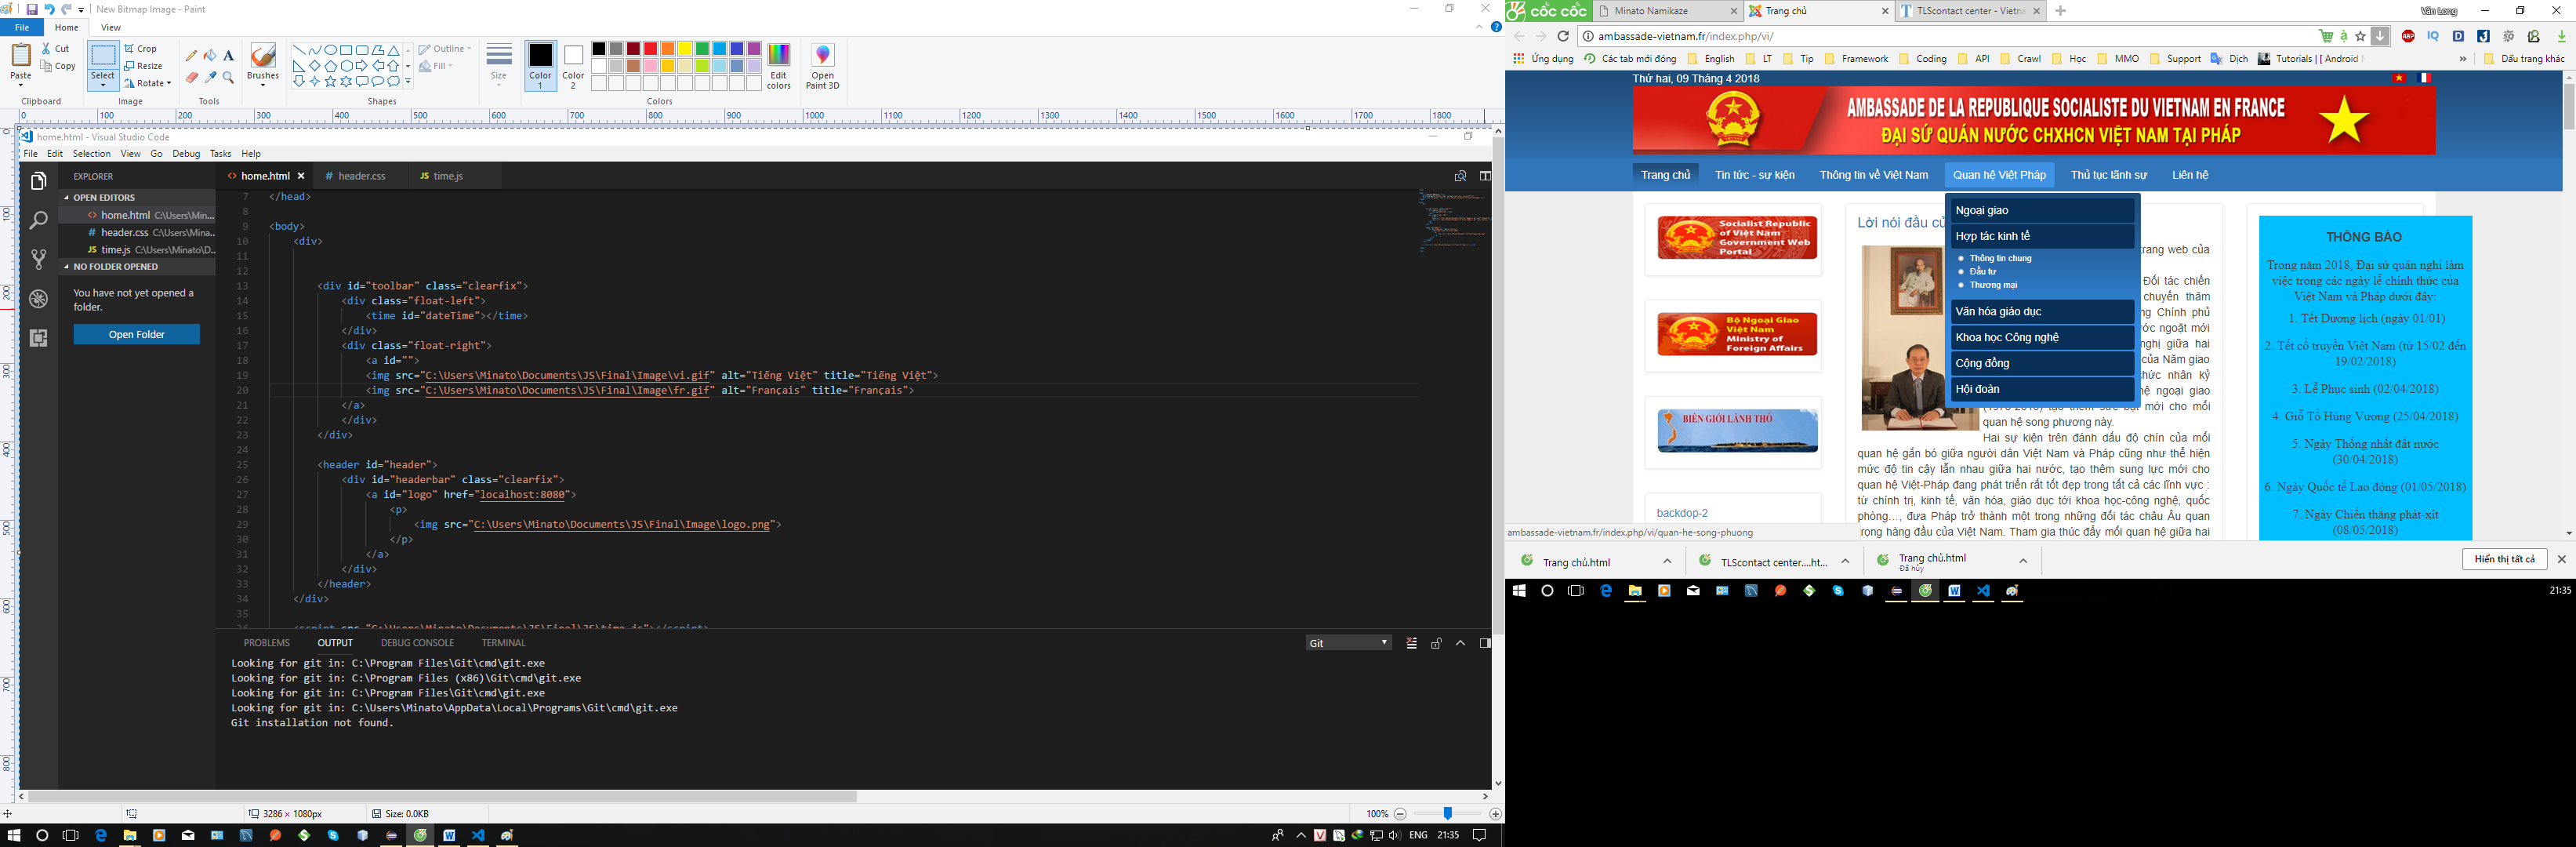 New Bitmap Image - Paint
File Home View
Paste
Cut
Copy
Clipboard
Select
Crop
Resize
Rotate
Image
Tools
Brushes
Shapes
Outline
Fill
Size
Color 1
Color 2
Colors
Edit colors
Open Paint 3D
0 100 200 300 400 500 600 700 800 900 1000 1100 1200 1300 1400 1500 1600 1700 1800
0 100 200 300 400 500 600 700 800
home.html - Visual Studio Code
File Edit Selection View Go Debug Tasks Help
EXPLORER
OPEN EDITORS
home.html C:\Users\Min...
header.css C:\Users\Mina...
JS time.js C:\Users\Minato\D...
NO FOLDER OPENED
You have not yet opened a
folder.
Open Folder
<> home.html # header.css JS time.js
7 </head>
8
9 <body>
10 <div>
11
12
13 <div id="toolbar" class="clearfix">
14 <div class="float-left">
15 <time id="dateTime"></time>
16 </div>
17 <div class="float-right">
18 <a id="">
19 <img src="C:\Users\Minato\Documents\JS\Final\Image\vi.gif" alt="Tiếng Việt" title="Tiếng Việt">
20 <img src="C:\Users\Minato\Documents\JS\Final\Image\fr.gif" alt="Français" title="Français">
21 </a>
22 </div>
23 </div>
24
25 <header id="header">
26 <div id="headerbar" class="clearfix">
27 <a id="logo" href="localhost:8080">
28 <p>
29 <img src="C:\Users\Minato\Documents\JS\Final\Image\logo.png">
30 </p>
31 </a>
32 </div>
33 </header>
34 </div>
35
36 <script src="C:\Users\Minato\Documents\JS\Final\JS\time.js"></script>
PROBLEMS OUTPUT DEBUG CONSOLE TERMINAL
Git
Looking for git in: C:\Program Files\Git\cmd\git.exe
Looking for git in: C:\Program Files (x86)\Git\cmd\git.exe
Looking for git in: C:\Program Files\Git\cmd\git.exe
Looking for git in: C:\Users\Minato\AppData\Local\Programs\Git\cmd\git.exe
Git installation not found.
3286 × 1080px
Size: 0.0KB
100%
ENG 21:35
cốc cốc
Minato Namikaze
Trang chủ
TLScontact center - Vietna
Văn Long
ambassade-vietnam.fr/index.php/vi/
Ứng dụng Các tab mới đóng English LT Tip Framework Coding API Crawl Học MMO Support Dịch Tutorials | [ Android » Dấu trang khác
Thứ hai, 09 Tháng 4 2018
AMBASSADE DE LA REPUBLIQUE SOCIALISTE DU VIETNAM EN FRANCE
ĐẠI SỨ QUÁN NƯỚC CHXHCN VIỆT NAM TẠI PHÁP
Trang chủ Tin tức - sự kiện Thông tin về Việt Nam Quan hệ Việt Pháp Thủ tục lãnh sự Liên hệ
Ngoại giao
Hợp tác kinh tế
Thông tin chung
Đầu tư
Thương mại
Văn hóa giáo dục
Khoa học Công nghệ
Cộng đồng
Hội đoàn
Socialist Republic
of Việt Nam
Government Web
Portal
Bộ Ngoại Giao
Việt Nam
Ministry of
Foreign Affairs
BIÊN GIỚI LÃNH THỔ
backdop-2
Lời nói đầu củ
trang web của
Đối tác chiến
chuyến thăm
ng Chính phủ
ớc ngoặt mới
nghị giữa hai
của Năm giao
chức nhân kỷ
hệ ngoại giao
mới cho mối
quan hệ song phương này.
Hai sự kiện trên đánh dấu độ chín của mối
quan hệ gắn bó giữa người dân Việt Nam và Pháp cũng như thể hiện
mức độ tin cậy lẫn nhau giữa hai nước, tạo thêm sung lực mới cho
quan hệ Việt-Pháp đang phát triển rất tốt đẹp trong tất cả các lĩnh vực :
từ chính trị, kinh tế, văn hóa, giáo dục tới khoa học-công nghệ, quốc
phòng…, đưa Pháp trở thành một trong những đối tác châu Âu quan
trọng hàng đầu của Việt Nam. Tham gia thúc đẩy mối quan hệ giữa hai
THÔNG BÁO
Trong năm 2018, Đại sứ quán nghỉ làm
việc trong các ngày lễ chính thức của
Việt Nam và Pháp dưới đây:
1. Tết Dương lịch (ngày 01/01)
2. Tết cổ truyền Việt Nam (từ 15/02 đến
19/02/2018)
3. Lễ Phục sinh (02/04/2018)
4. Giỗ Tổ Hùng Vương (25/04/2018)
5. Ngày Thống nhất đất nước
(30/04/2018)
6. Ngày Quốc tế Lao động (01/05/2018)
7. Ngày Chiến thắng phát-xít
(08/05/2018)
ambassade-vietnam.fr/index.php/vi/quan-he-song-phuong
Trang chủ.html
TLScontact center....ht...
Trang chủ.html
Đã hủy
Hiển thị tất cả
21:35